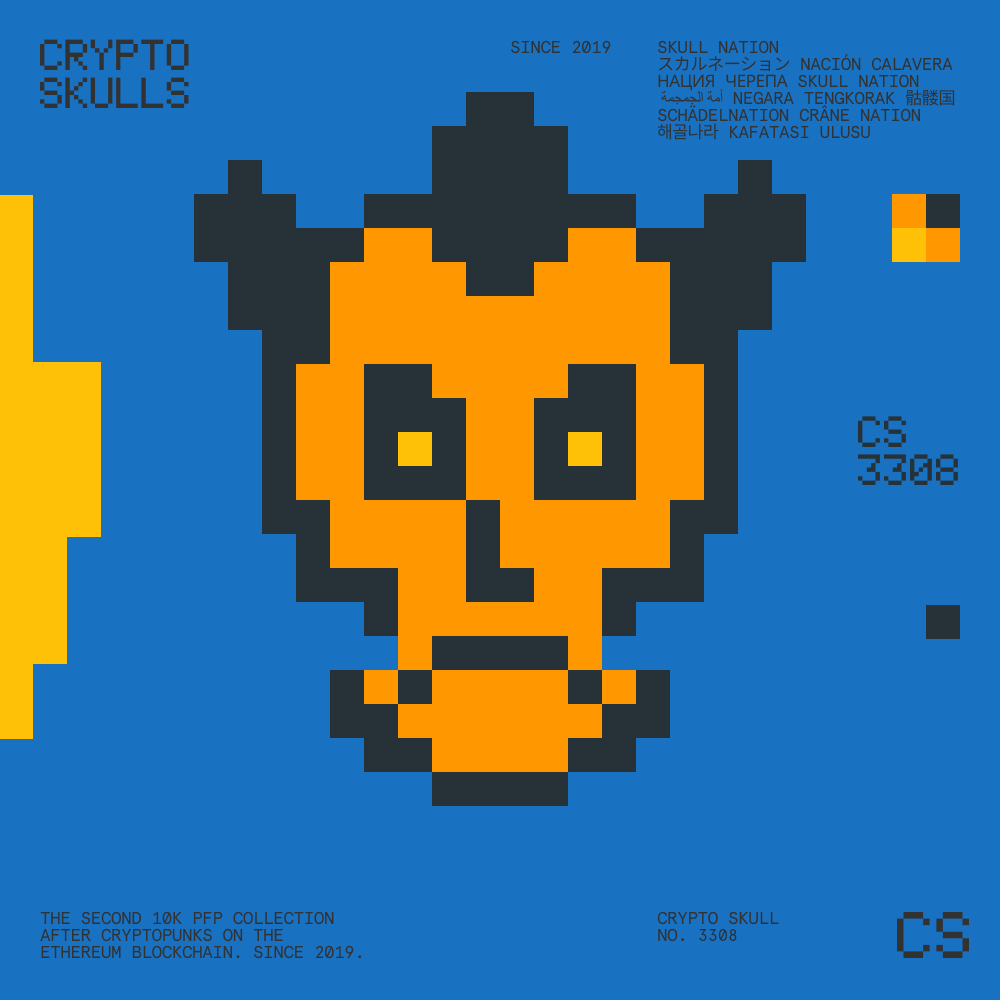 CRYPTO
SKULLS
SINCE 2019
SKULL NATION
スカルネーション NACIÓN CALAVERA
НАЦИЯ ЧЕРЕПА SKULL NATION
أمة الجمجمة NEGARA TENGKORAK 骷髅国
SCHÄDELNATION CRÂNE NATION
해골나라 KAFATASI ULUSU
CS
3308
THE SECOND 10K PFP COLLECTION
AFTER CRYPTOPUNKS ON THE
ETHEREUM BLOCKCHAIN. SINCE 2019.
CRYPTO SKULL
NO. 3308
CS